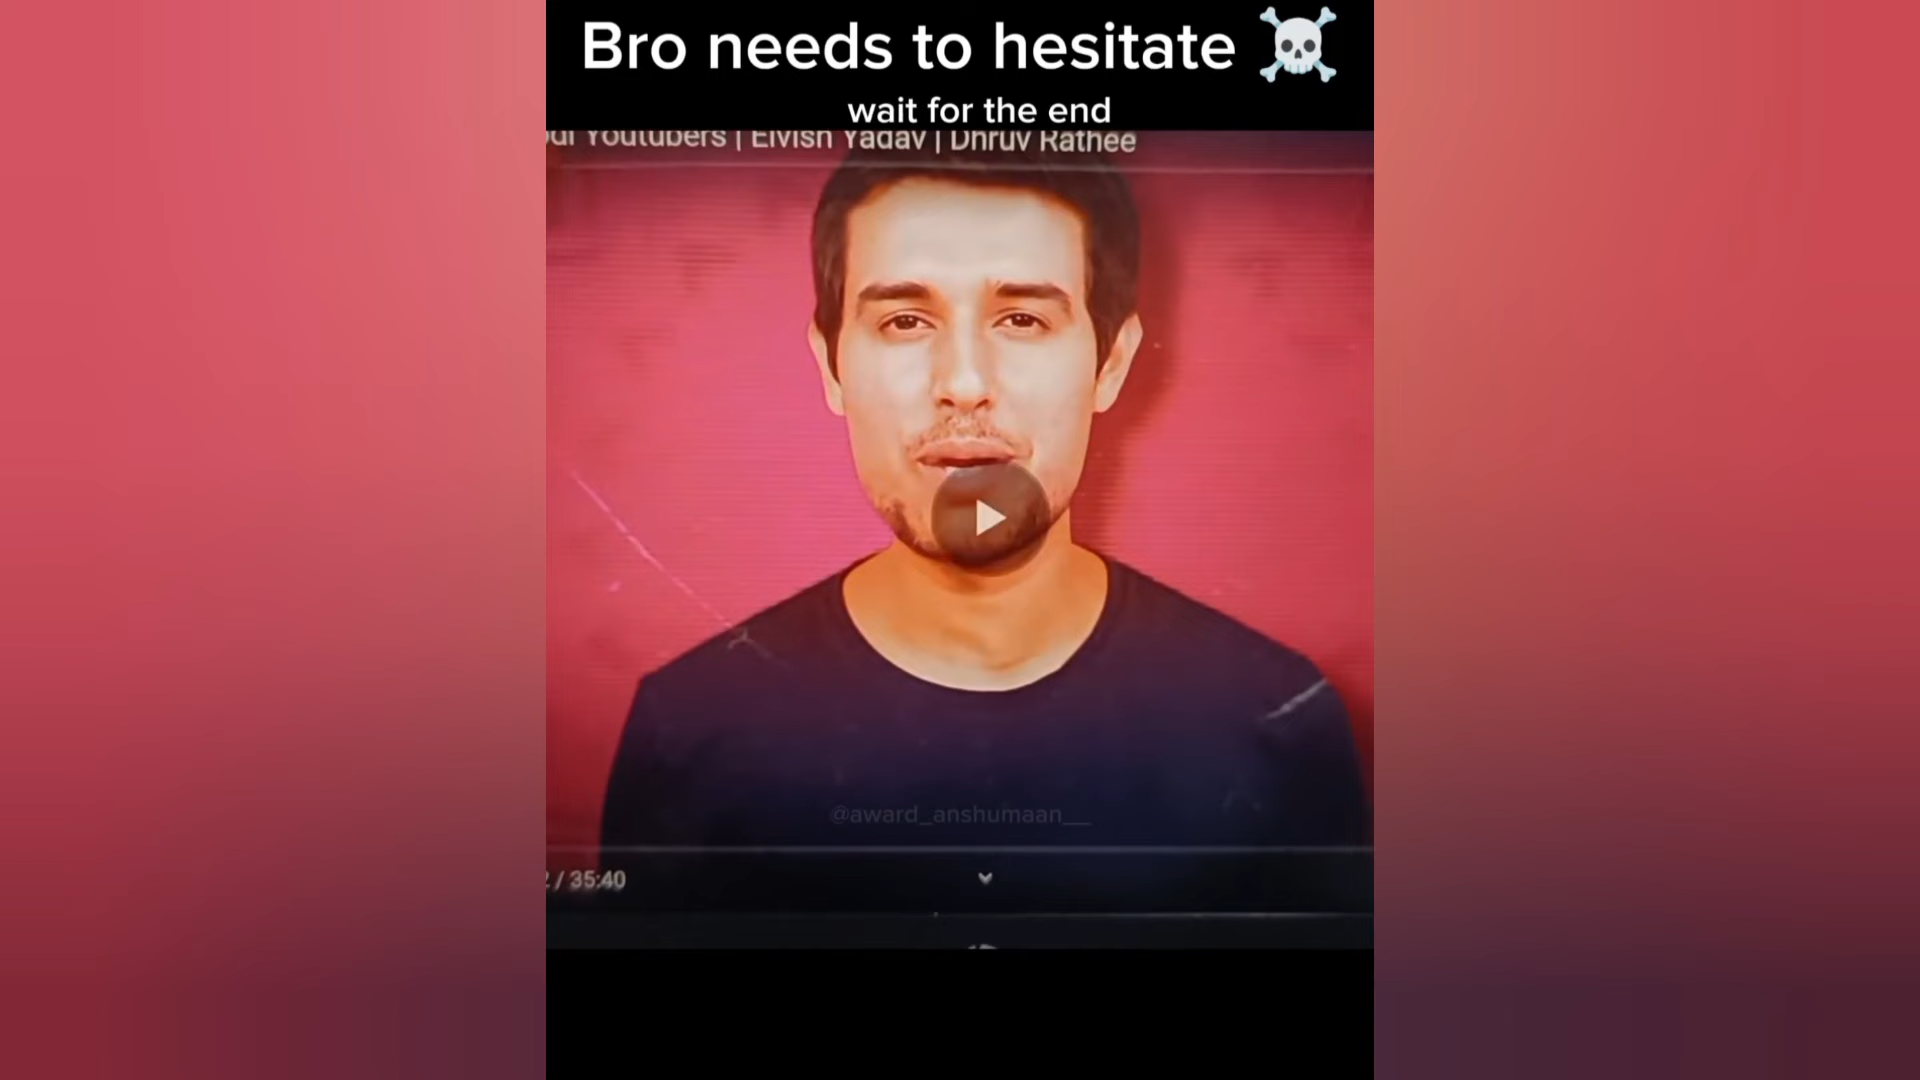 Bro needs to hesitate ☠️
wait for the end
Youtubers | Elvish Yadav | Dhruv Rathee
@award_anshumaan__
/ 35:40